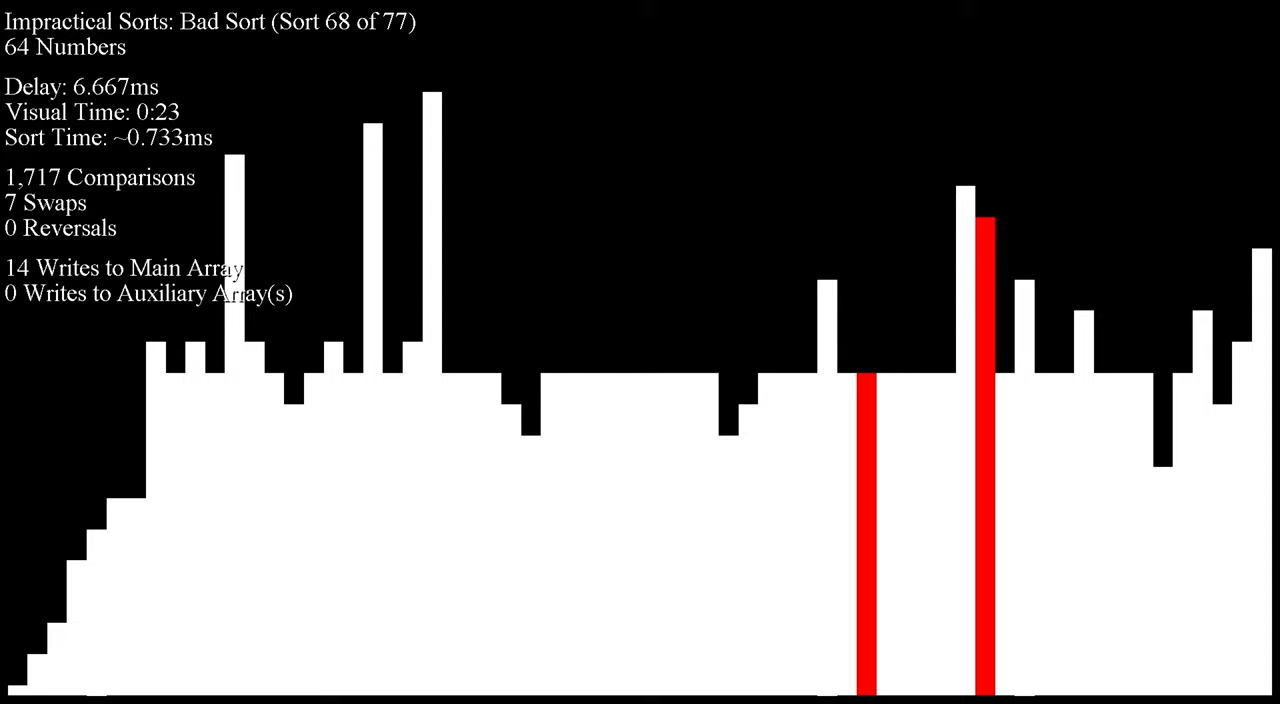 Impractical Sorts: Bad Sort (Sort 68 of 77)
64 Numbers
Delay: 6.667ms
Visual Time: 0:23
Sort Time: ~0.733ms
1,717 Comparisons
7 Swaps
0 Reversals
14 Writes to Main Array
0 Writes to Auxiliary Array(s)